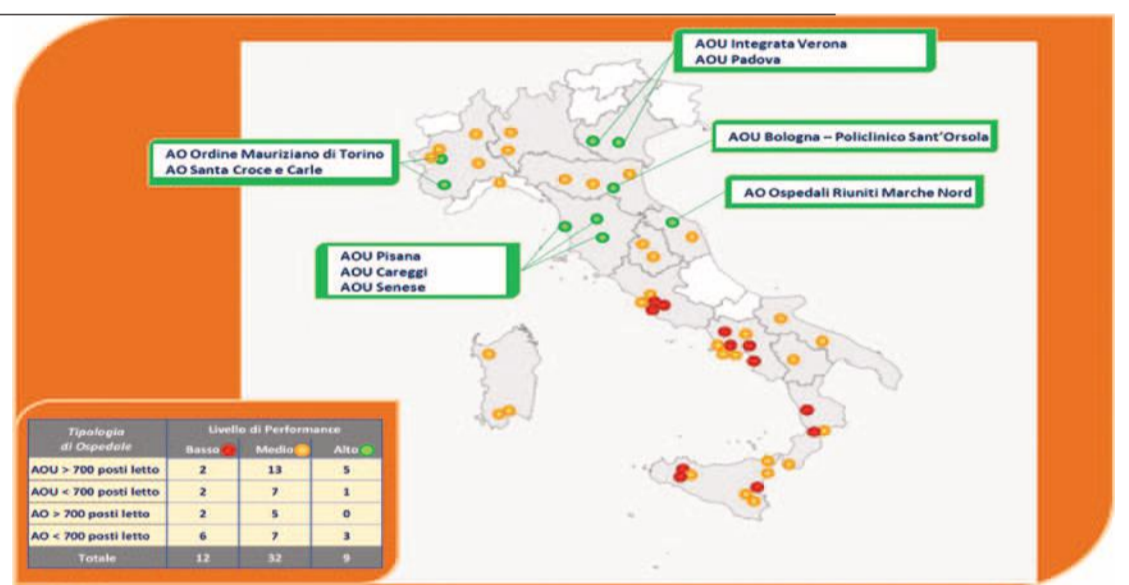 AOU Integrata Verona
AOU Padova
AOU Bologna – Policlinico Sant'Orsola
AO Ordine Mauriziano di Torino
AO Santa Croce e Carle
AO Ospedali Riuniti Marche Nord
AOU Pisana
AOU Careggi
AOU Senese
Tipologia di Ospedale Livello di Performance
Basso Medio Alto
AOU > 700 posti letto 2 13 5
AOU < 700 posti letto 2 7 1
AO > 700 posti letto 2 5 0
AO < 700 posti letto 6 7 3
Totale 12 32 9